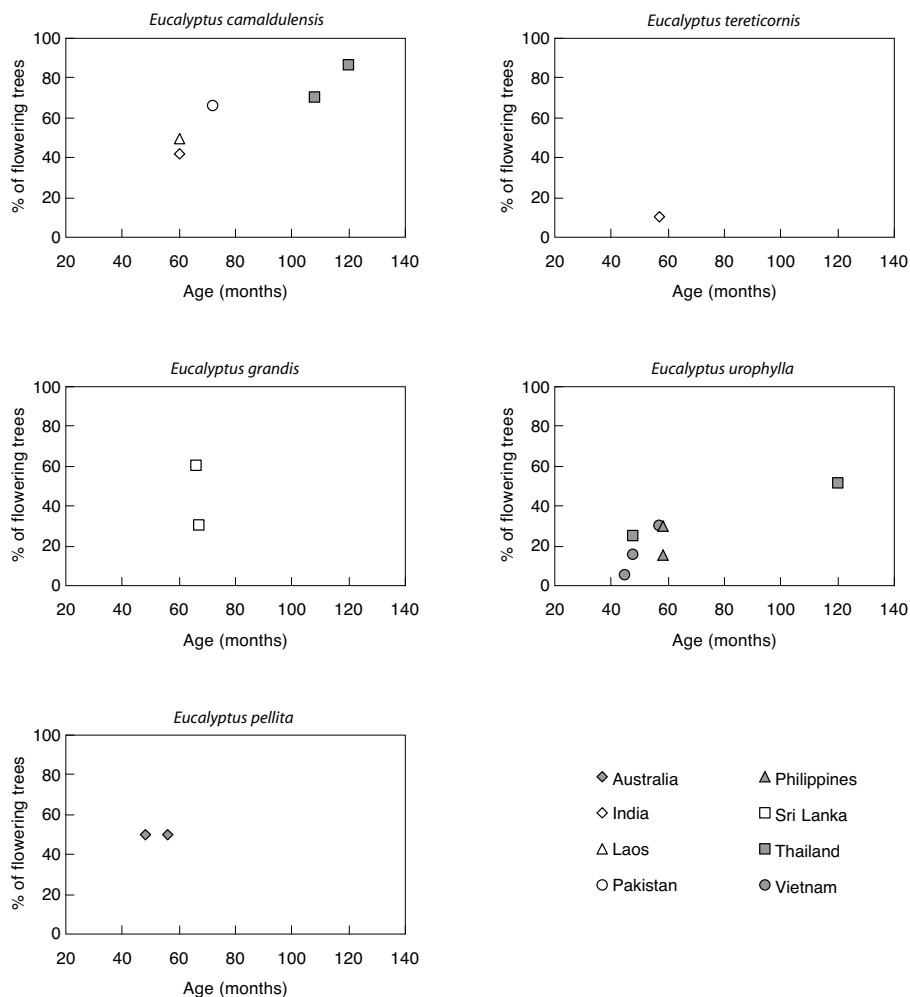 Eucalyptus camaldulensis
% of flowering trees
100
80
60
40
20
0
20 40 60 80 100 120 140
Age (months)
Eucalyptus tereticornis
% of flowering trees
100
80
60
40
20
0
20 40 60 80 100 120 140
Age (months)
Eucalyptus grandis
% of flowering trees
100
80
60
40
20
0
20 40 60 80 100 120 140
Age (months)
Eucalyptus urophylla
% of flowering trees
100
80
60
40
20
0
20 40 60 80 100 120 140
Age (months)
Eucalyptus pellita
% of flowering trees
100
80
60
40
20
0
20 40 60 80 100 120 140
Age (months)
Australia
India
Laos
Pakistan
Philippines
Sri Lanka
Thailand
Vietnam